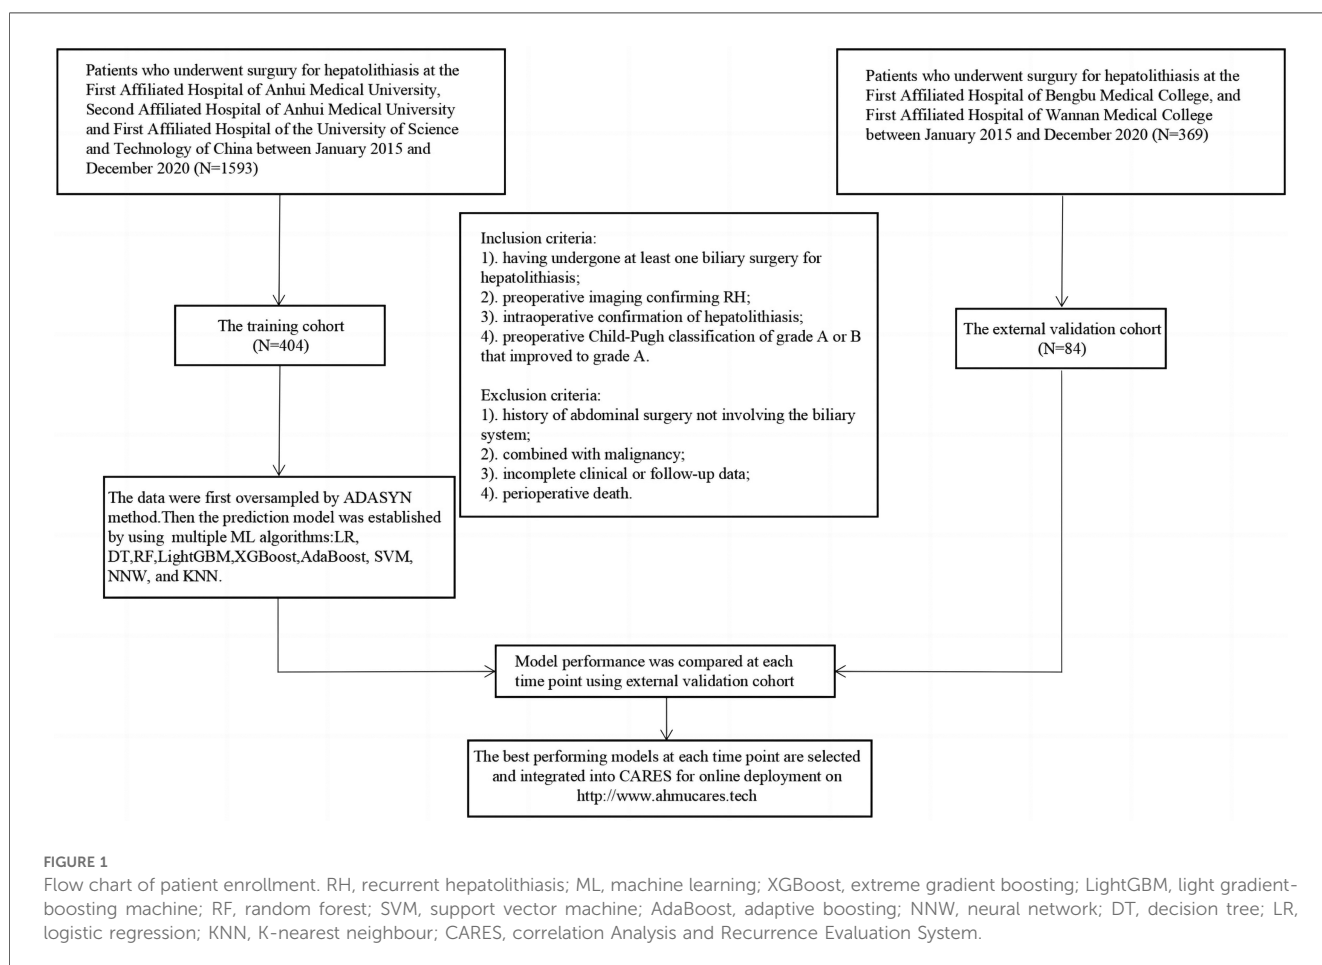 Patients who underwent surgury for hepatolithiasis at the
First Affiliated Hospital of Anhui Medical University,
Second Affiliated Hospital of Anhui Medical University
and First Affiliated Hospital of the University of Science
and Technology of China between January 2015 and
December 2020 (N=1593)
Patients who underwent surgury for hepatolithiasis at the
First Affiliated Hospital of Bengbu Medical College, and
First Affiliated Hospital of Wannan Medical College
between January 2015 and December 2020 (N=369)
Inclusion criteria:
1). having undergone at least one biliary surgery for
hepatolithiasis;
2). preoperative imaging confirming RH;
3). intraoperative confirmation of hepatolithiasis;
4). preoperative Child-Pugh classification of grade A or B
that improved to grade A.
Exclusion criteria:
1). history of abdominal surgery not involving the biliary
system;
2). combined with malignancy;
3). incomplete clinical or follow-up data;
4). perioperative death.
The training cohort
(N=404)
The external validation cohort
(N=84)
The data were first oversampled by ADASYN
method.Then the prediction model was established
by using multiple ML algorithms:LR,
DT,RF,LightGBM,XGBoost,AdaBoost, SVM,
NNW, and KNN.
Model performance was compared at each
time point using external validation cohort
The best performing models at each time point are selected
and integrated into CARES for online deployment on
http://www.ahmucares.tech
FIGURE 1
Flow chart of patient enrollment. RH, recurrent hepatolithiasis; ML, machine learning; XGBoost, extreme gradient boosting; LightGBM, light gradient-
boosting machine; RF, random forest; SVM, support vector machine; AdaBoost, adaptive boosting; NNW, neural network; DT, decision tree; LR,
logistic regression; KNN, K-nearest neighbour; CARES, correlation Analysis and Recurrence Evaluation System.